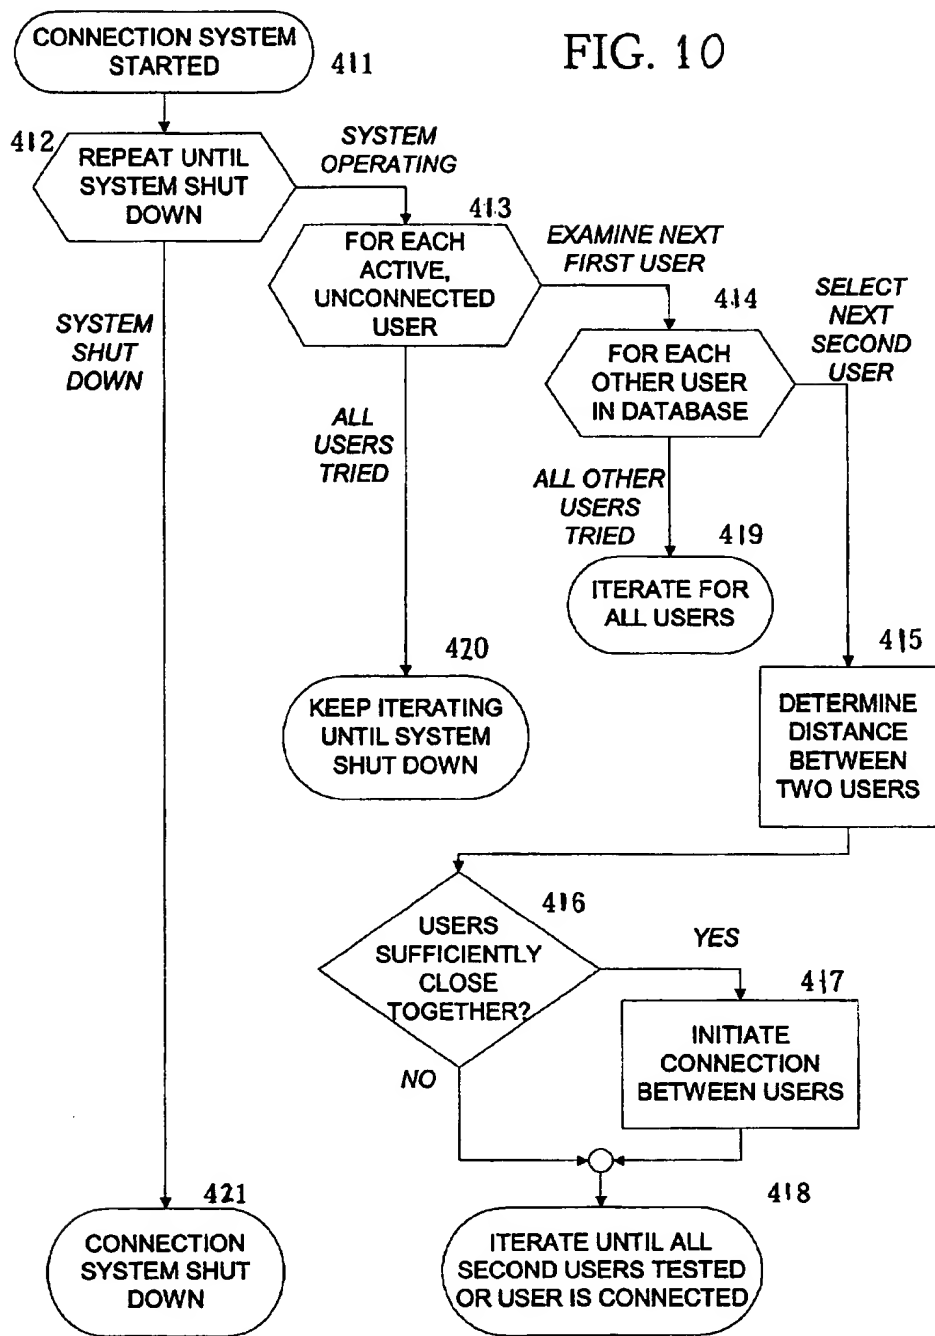 CONNECTION SYSTEM
STARTED
411
FIG. 10
412
REPEAT UNTIL
SYSTEM SHUT
DOWN
SYSTEM
OPERATING
413
FOR EACH
ACTIVE,
UNCONNECTED
USER
EXAMINE NEXT
FIRST USER
414
FOR EACH
OTHER USER
IN DATABASE
SELECT
NEXT
SECOND
USER
SYSTEM
SHUT
DOWN
ALL
USERS
TRIED
ALL OTHER
USERS
TRIED
419
ITERATE FOR
ALL USERS
415
DETERMINE
DISTANCE
BETWEEN
TWO USERS
420
KEEP ITERATING
UNTIL SYSTEM
SHUT DOWN
416
USERS
SUFFICIENTLY
CLOSE
TOGETHER?
YES
417
INITIATE
CONNECTION
BETWEEN USERS
NO
418
ITERATE UNTIL ALL
SECOND USERS TESTED
OR USER IS CONNECTED
421
CONNECTION
SYSTEM SHUT
DOWN